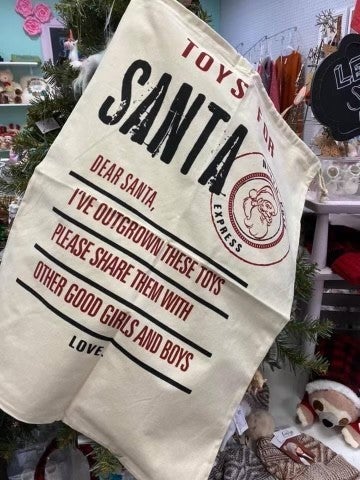 TOYS FOR
SANTA
EXPRESS
DEAR SANTA,
I'VE OUTGROWN THESE TOYS
PLEASE SHARE THEM WITH
OTHER GOOD GIRLS AND BOYS
LOVE,